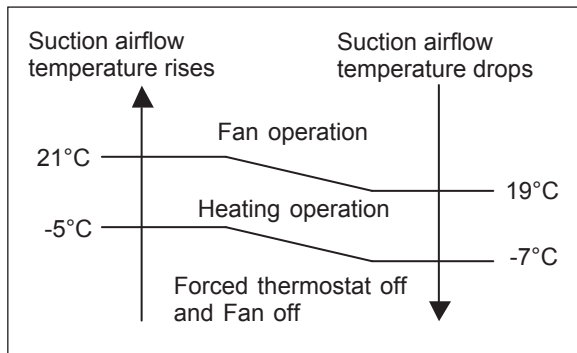 Suction airflow
temperature rises
Suction airflow
temperature drops
Fan operation
21°C
19°C
Heating operation
-5°C
-7°C
Forced thermostat off
and Fan off